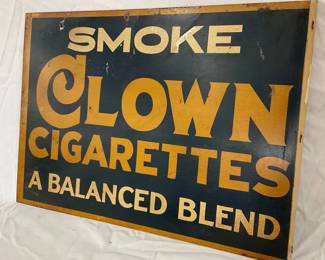 SMOKE
CLOWN
CIGARETTES
A BALANCED BLEND